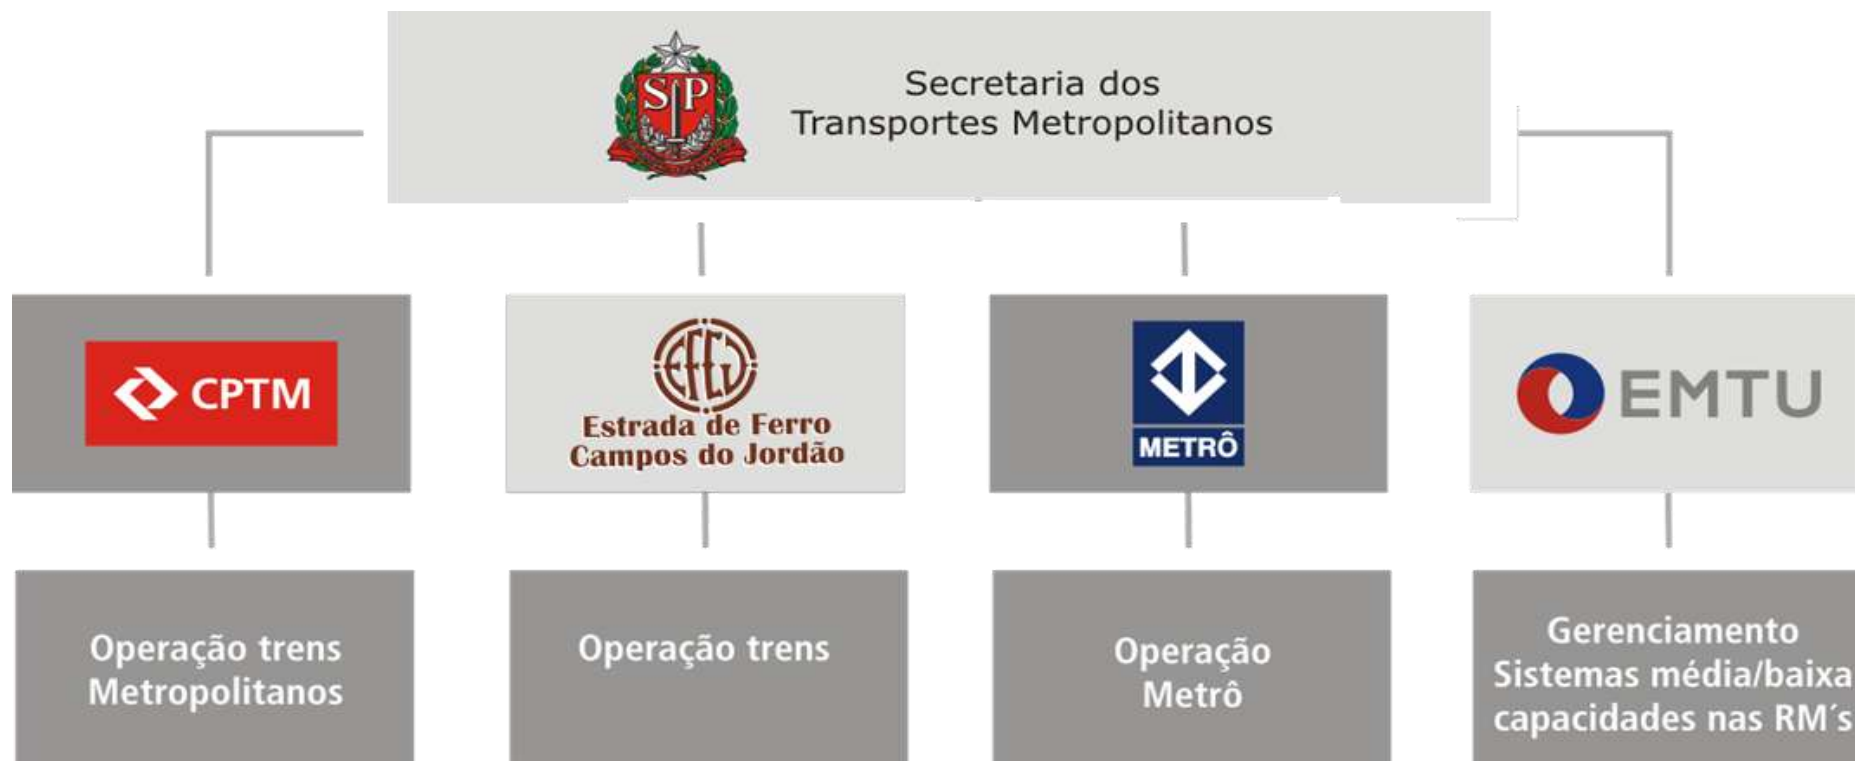 SP
Secretaria dos
Transportes Metropolitanos
CPTM
EFCJ
Estrada de Ferro
Campos do Jordão
METRÔ
EMTU
Operação trens
Metropolitanos
Operação trens
Operação
Metrô
Gerenciamento
Sistemas média/baixa
capacidades nas RM´s